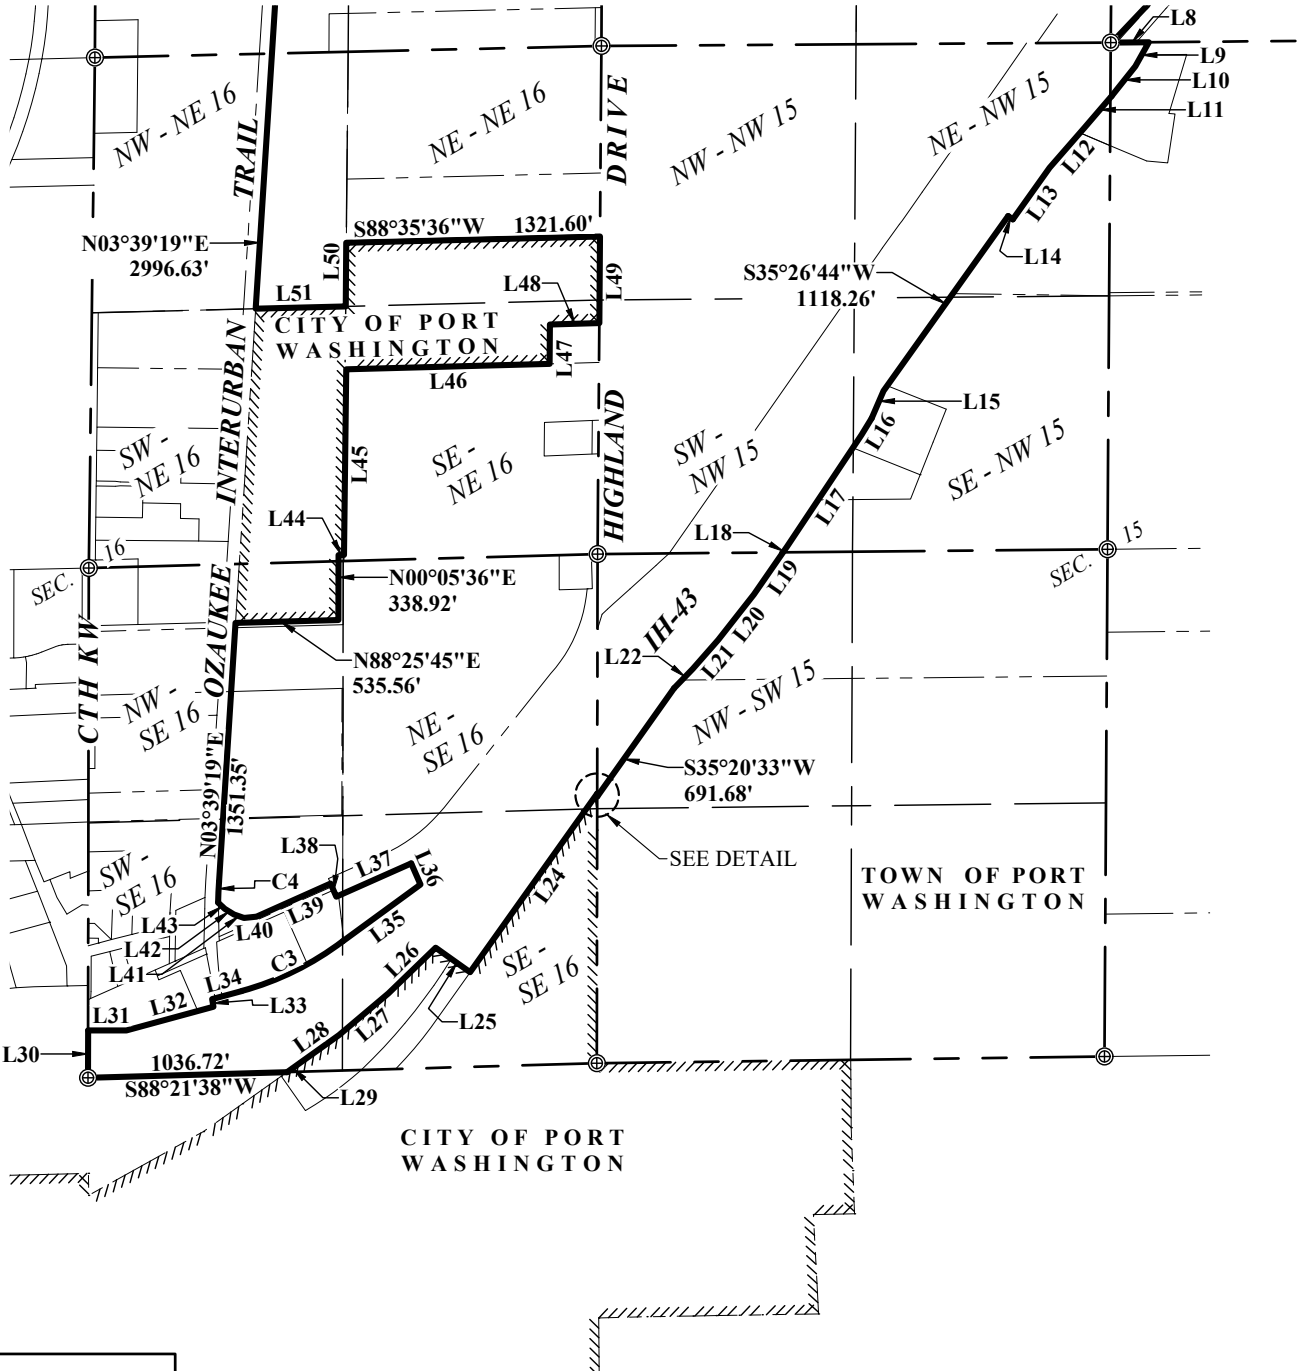 L8
L9
L10
L11
L12
L13
L14
NW - NE 16
NE - NE 16
NW - NW 15
NE - NW 15
TRAIL
DRIVE
N03°39'19"E
2996.63'
L50
S88°35'36"W 1321.60'
L49
L48
L51
S35°26'44"W
1118.26'
CITY OF PORT
WASHINGTON
L47
L46
L15
L16
INTERURBAN
HIGHLAND
SW -
NE 16
L45
SE -
NE 16
SW -
NW 15
SE - NW 15
L17
L44
L18
SEC. 16
SEC. 15
N00°05'36"E
338.92'
L19
IH-43
L20
L21
L22
CTH KW
OZAUKEE
N88°25'45"E
535.56'
NW -
SE 16
NE -
SE 16
NW - SW 15
S35°20'33"W
691.68'
N03°39'19"E
1351.35'
L38
L37
L36
SEE DETAIL
SW -
SE 16
C4
L24
TOWN OF PORT
WASHINGTON
L43
L42
L41
L40
L39
L35
C3
L26
SE -
SE 16
L34
L33
L32
L31
L25
L27
L28
L30
1036.72'
S88°21'38"W
L29
CITY OF PORT
WASHINGTON